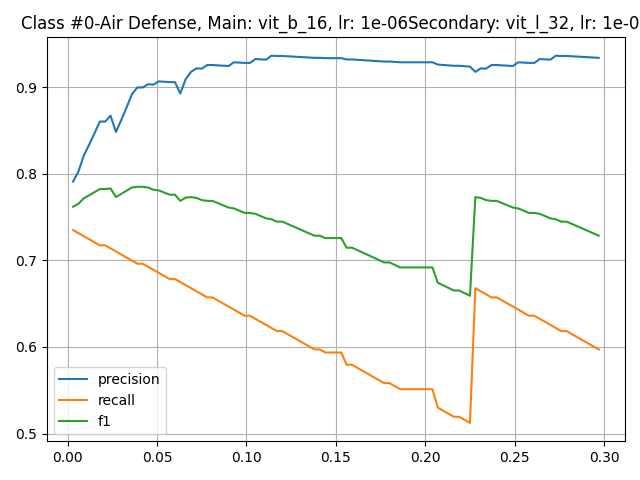 Class #0-Air Defense, Main: vit_b_16, lr: 1e-06Secondary: vit_l_32, lr: 1e-0
0.9
0.8
0.7
0.6
0.5
precision
recall
f1
0.00 0.05 0.10 0.15 0.20 0.25 0.30